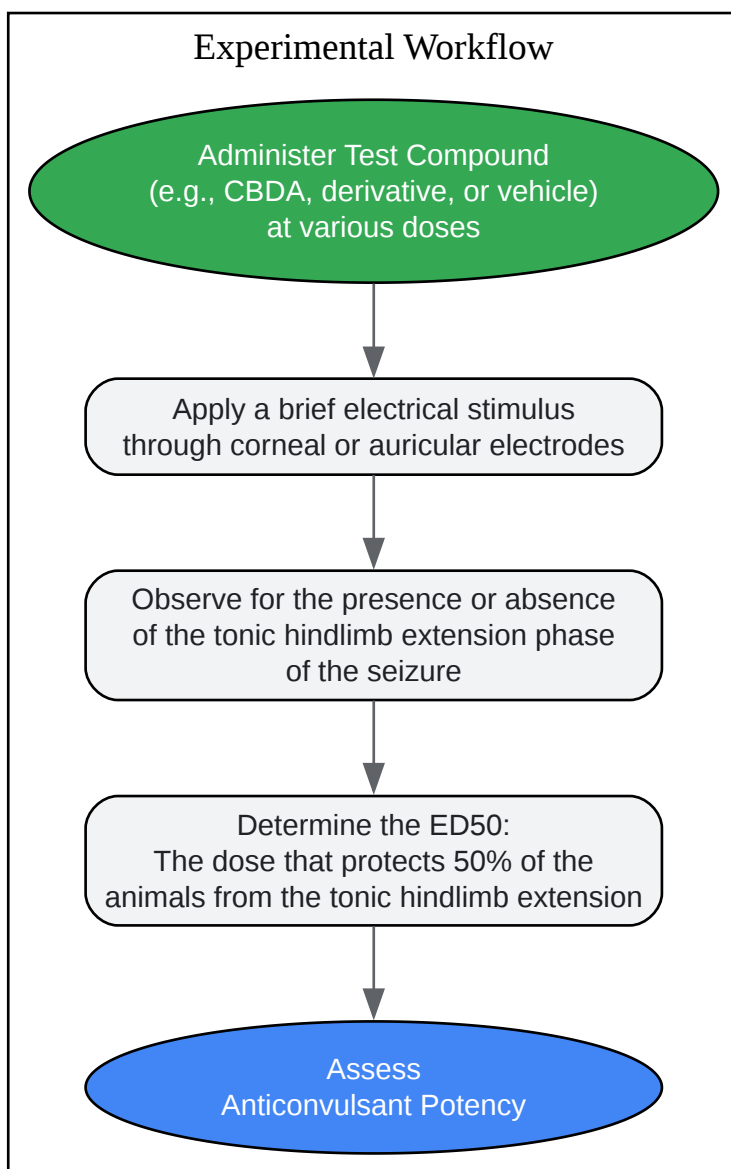 Experimental Workflow
Administer Test Compound
(e.g., CBDA, derivative, or vehicle)
at various doses
Apply a brief electrical stimulus
through corneal or auricular electrodes
Observe for the presence or absence
of the tonic hindlimb extension phase
of the seizure
Determine the ED50:
The dose that protects 50% of the
animals from the tonic hindlimb extension
Assess
Anticonvulsant Potency